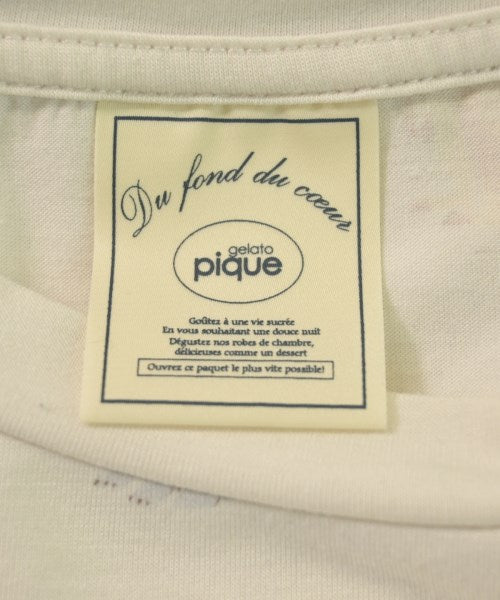 Du fond du cœur
gelato
pique
Goûtez à une vie sucrée
En vous souhaitant une douce nuit
Dégustez nos robes de chambre,
délicieuses comme un dessert
Ouvrez ce paquet le plus vite possible!